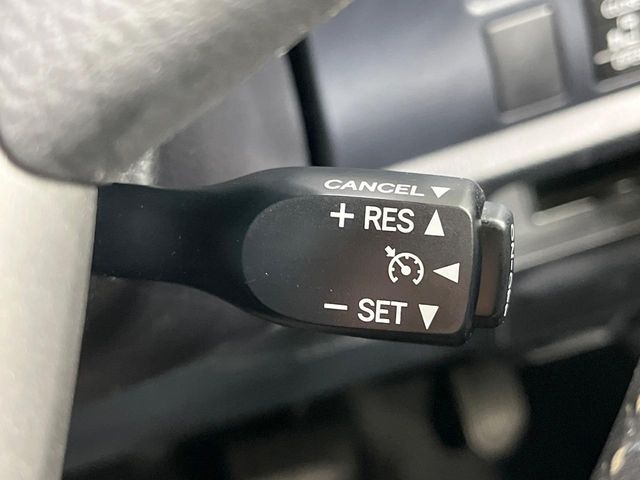 CANCEL ▼
+ RES ▲
◀
− SET ▼